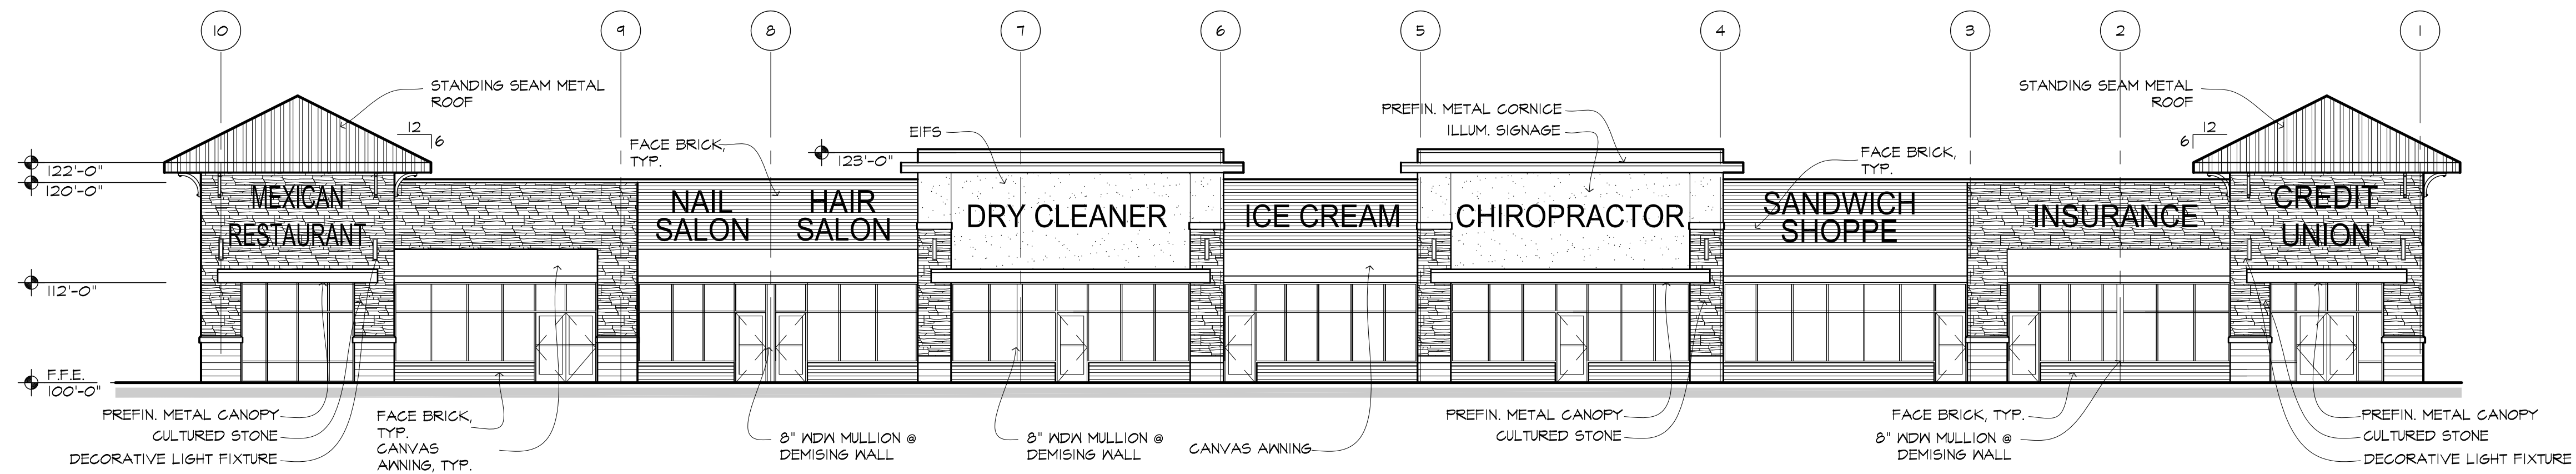 10
9
8
7
6
5
4
3
2
1
STANDING SEAM METAL
ROOF
12
6
FACE BRICK,
TYP.
EIFS
123'-0"
PREFIN. METAL CORNICE
ILLUM. SIGNAGE
FACE BRICK,
TYP.
STANDING SEAM METAL
ROOF
12
6
122'-0"
120'-0"
112'-0"
F.F.E.
100'-0"
MEXICAN
RESTAURANT
NAIL
SALON
HAIR
SALON
DRY CLEANER
ICE CREAM
CHIROPRACTOR
SANDWICH
SHOPPE
INSURANCE
CREDIT
UNION
PREFIN. METAL CANOPY
CULTURED STONE
DECORATIVE LIGHT FIXTURE
FACE BRICK,
TYP.
CANVAS
AWNING, TYP.
8" WDW MULLION @
DEMISING WALL
8" WDW MULLION @
DEMISING WALL
CANVAS AWNING
PREFIN. METAL CANOPY
CULTURED STONE
FACE BRICK, TYP.
8" WDW MULLION @
DEMISING WALL
PREFIN. METAL CANOPY
CULTURED STONE
DECORATIVE LIGHT FIXTURE